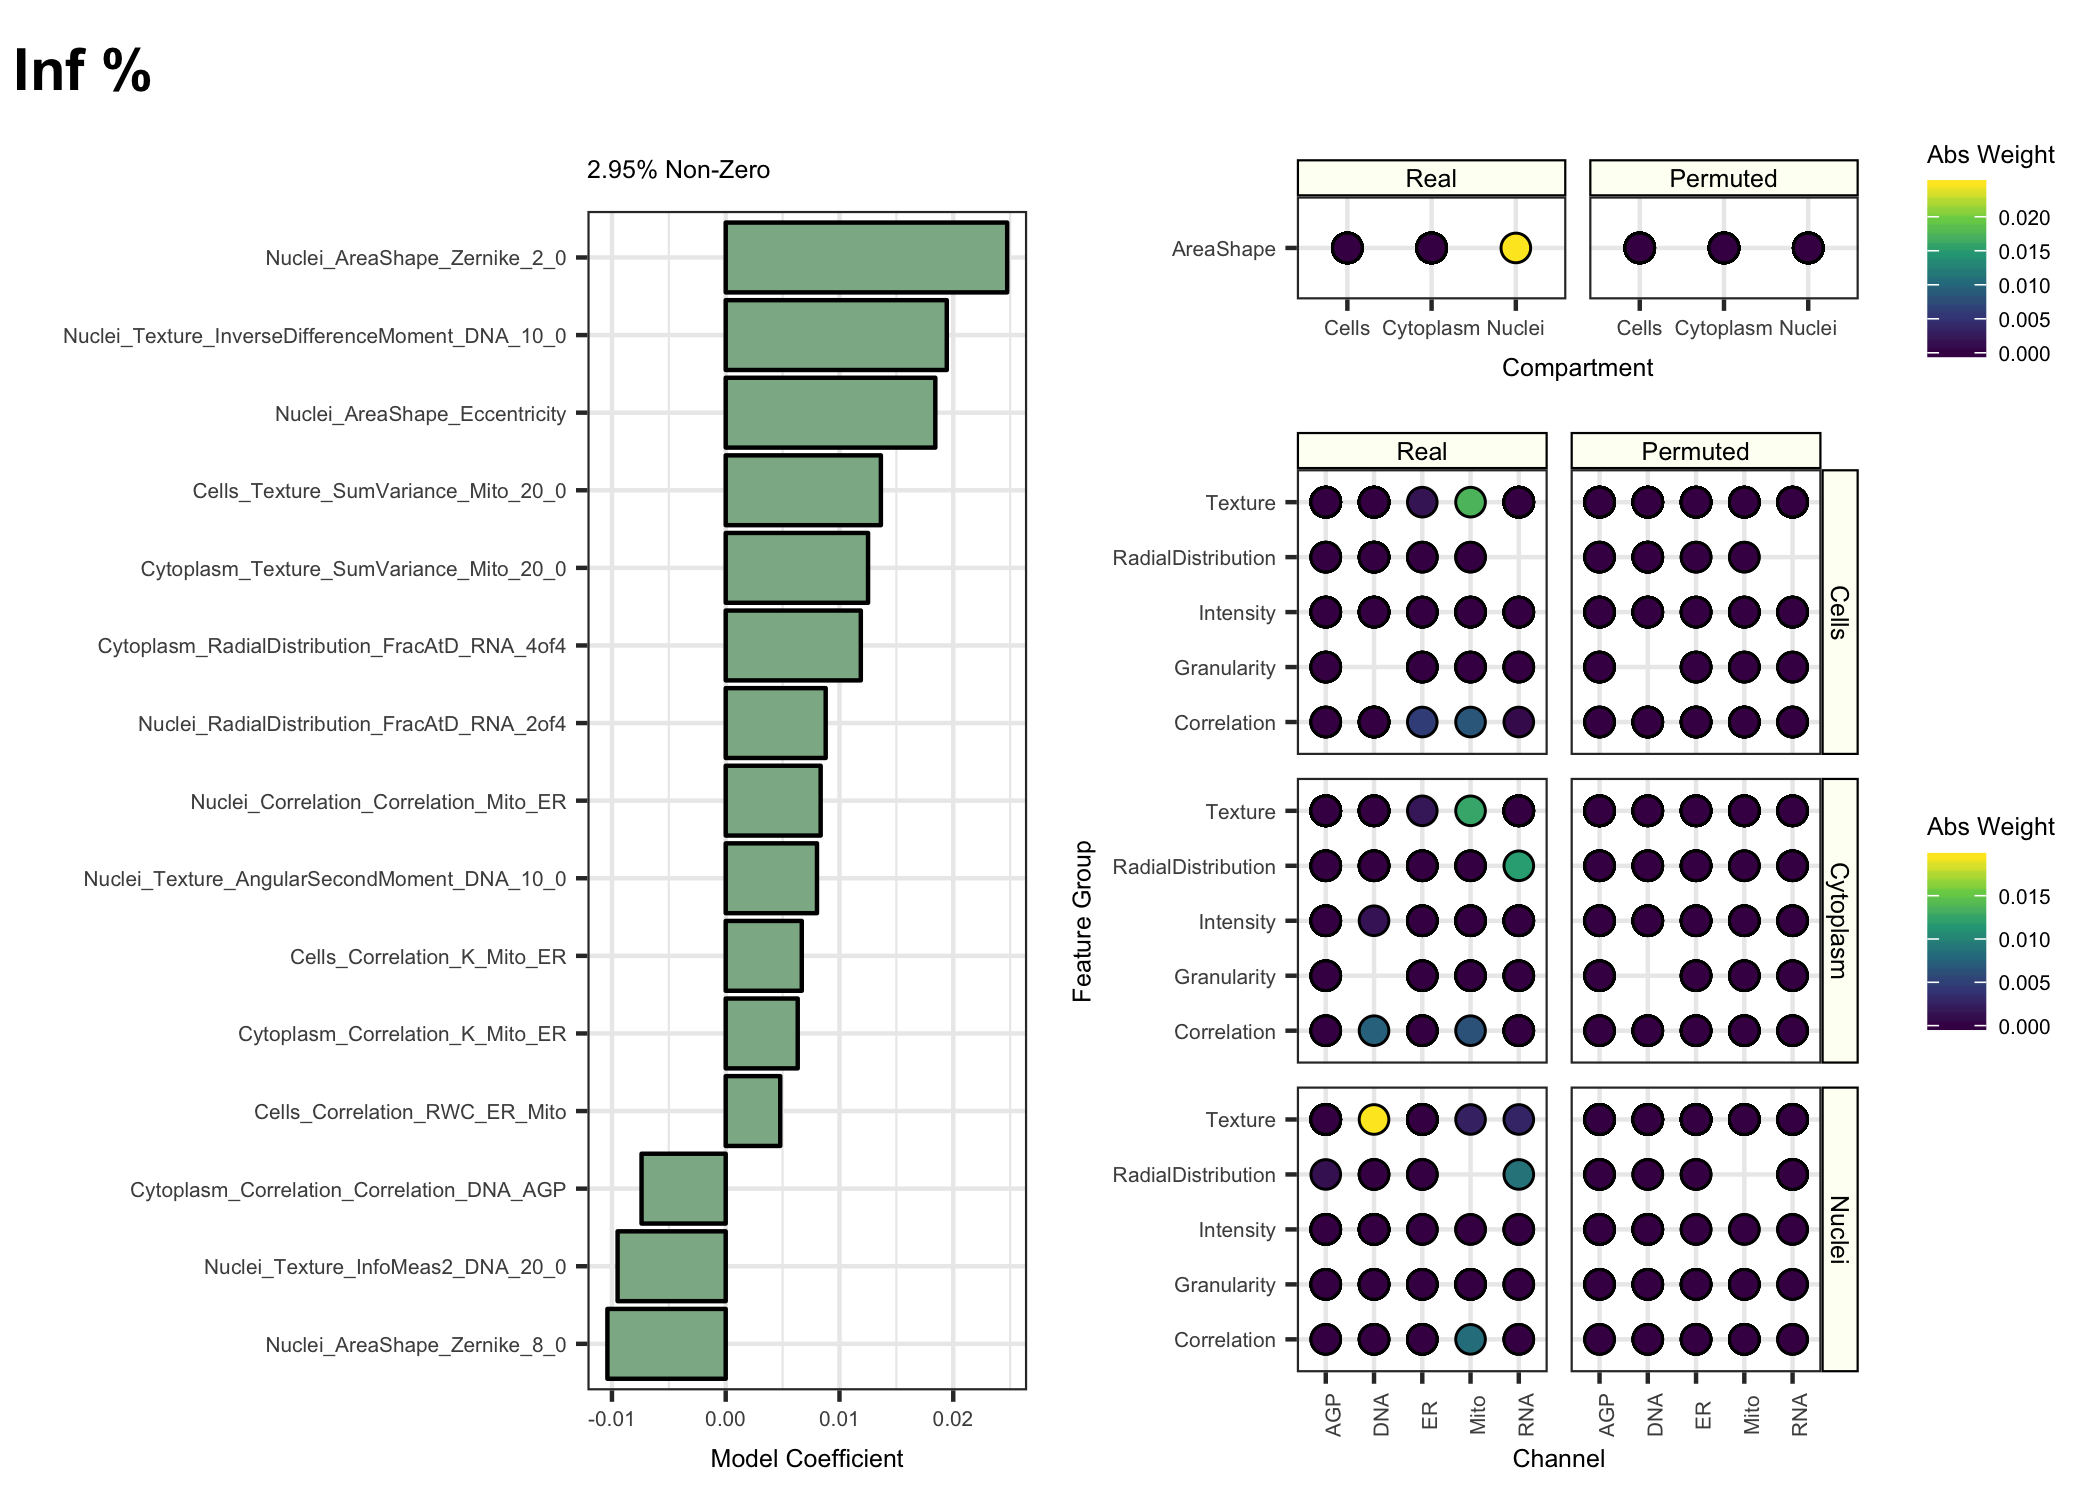 Inf %
2.95% Non-Zero
Nuclei_AreaShape_Zernike_2_0
Nuclei_Texture_InverseDifferenceMoment_DNA_10_0
Nuclei_AreaShape_Eccentricity
Cells_Texture_SumVariance_Mito_20_0
Cytoplasm_Texture_SumVariance_Mito_20_0
Cytoplasm_RadialDistribution_FracAtD_RNA_4of4
Nuclei_RadialDistribution_FracAtD_RNA_2of4
Nuclei_Correlation_Correlation_Mito_ER
Nuclei_Texture_AngularSecondMoment_DNA_10_0
Cells_Correlation_K_Mito_ER
Cytoplasm_Correlation_K_Mito_ER
Cells_Correlation_RWC_ER_Mito
Cytoplasm_Correlation_Correlation_DNA_AGP
Nuclei_Texture_InfoMeas2_DNA_20_0
Nuclei_AreaShape_Zernike_8_0
-0.01 0.00 0.01 0.02
Model Coefficient
Real Permuted
AreaShape
Cells Cytoplasm Nuclei Cells Cytoplasm Nuclei
Compartment
Abs Weight
0.020
0.015
0.010
0.005
0.000
Real Permuted
Feature Group
Texture
RadialDistribution
Intensity
Granularity
Correlation
Cells
Texture
RadialDistribution
Intensity
Granularity
Correlation
Cytoplasm
Texture
RadialDistribution
Intensity
Granularity
Correlation
Nuclei
AGP DNA ER Mito RNA AGP DNA ER Mito RNA
Channel
Abs Weight
0.015
0.010
0.005
0.000